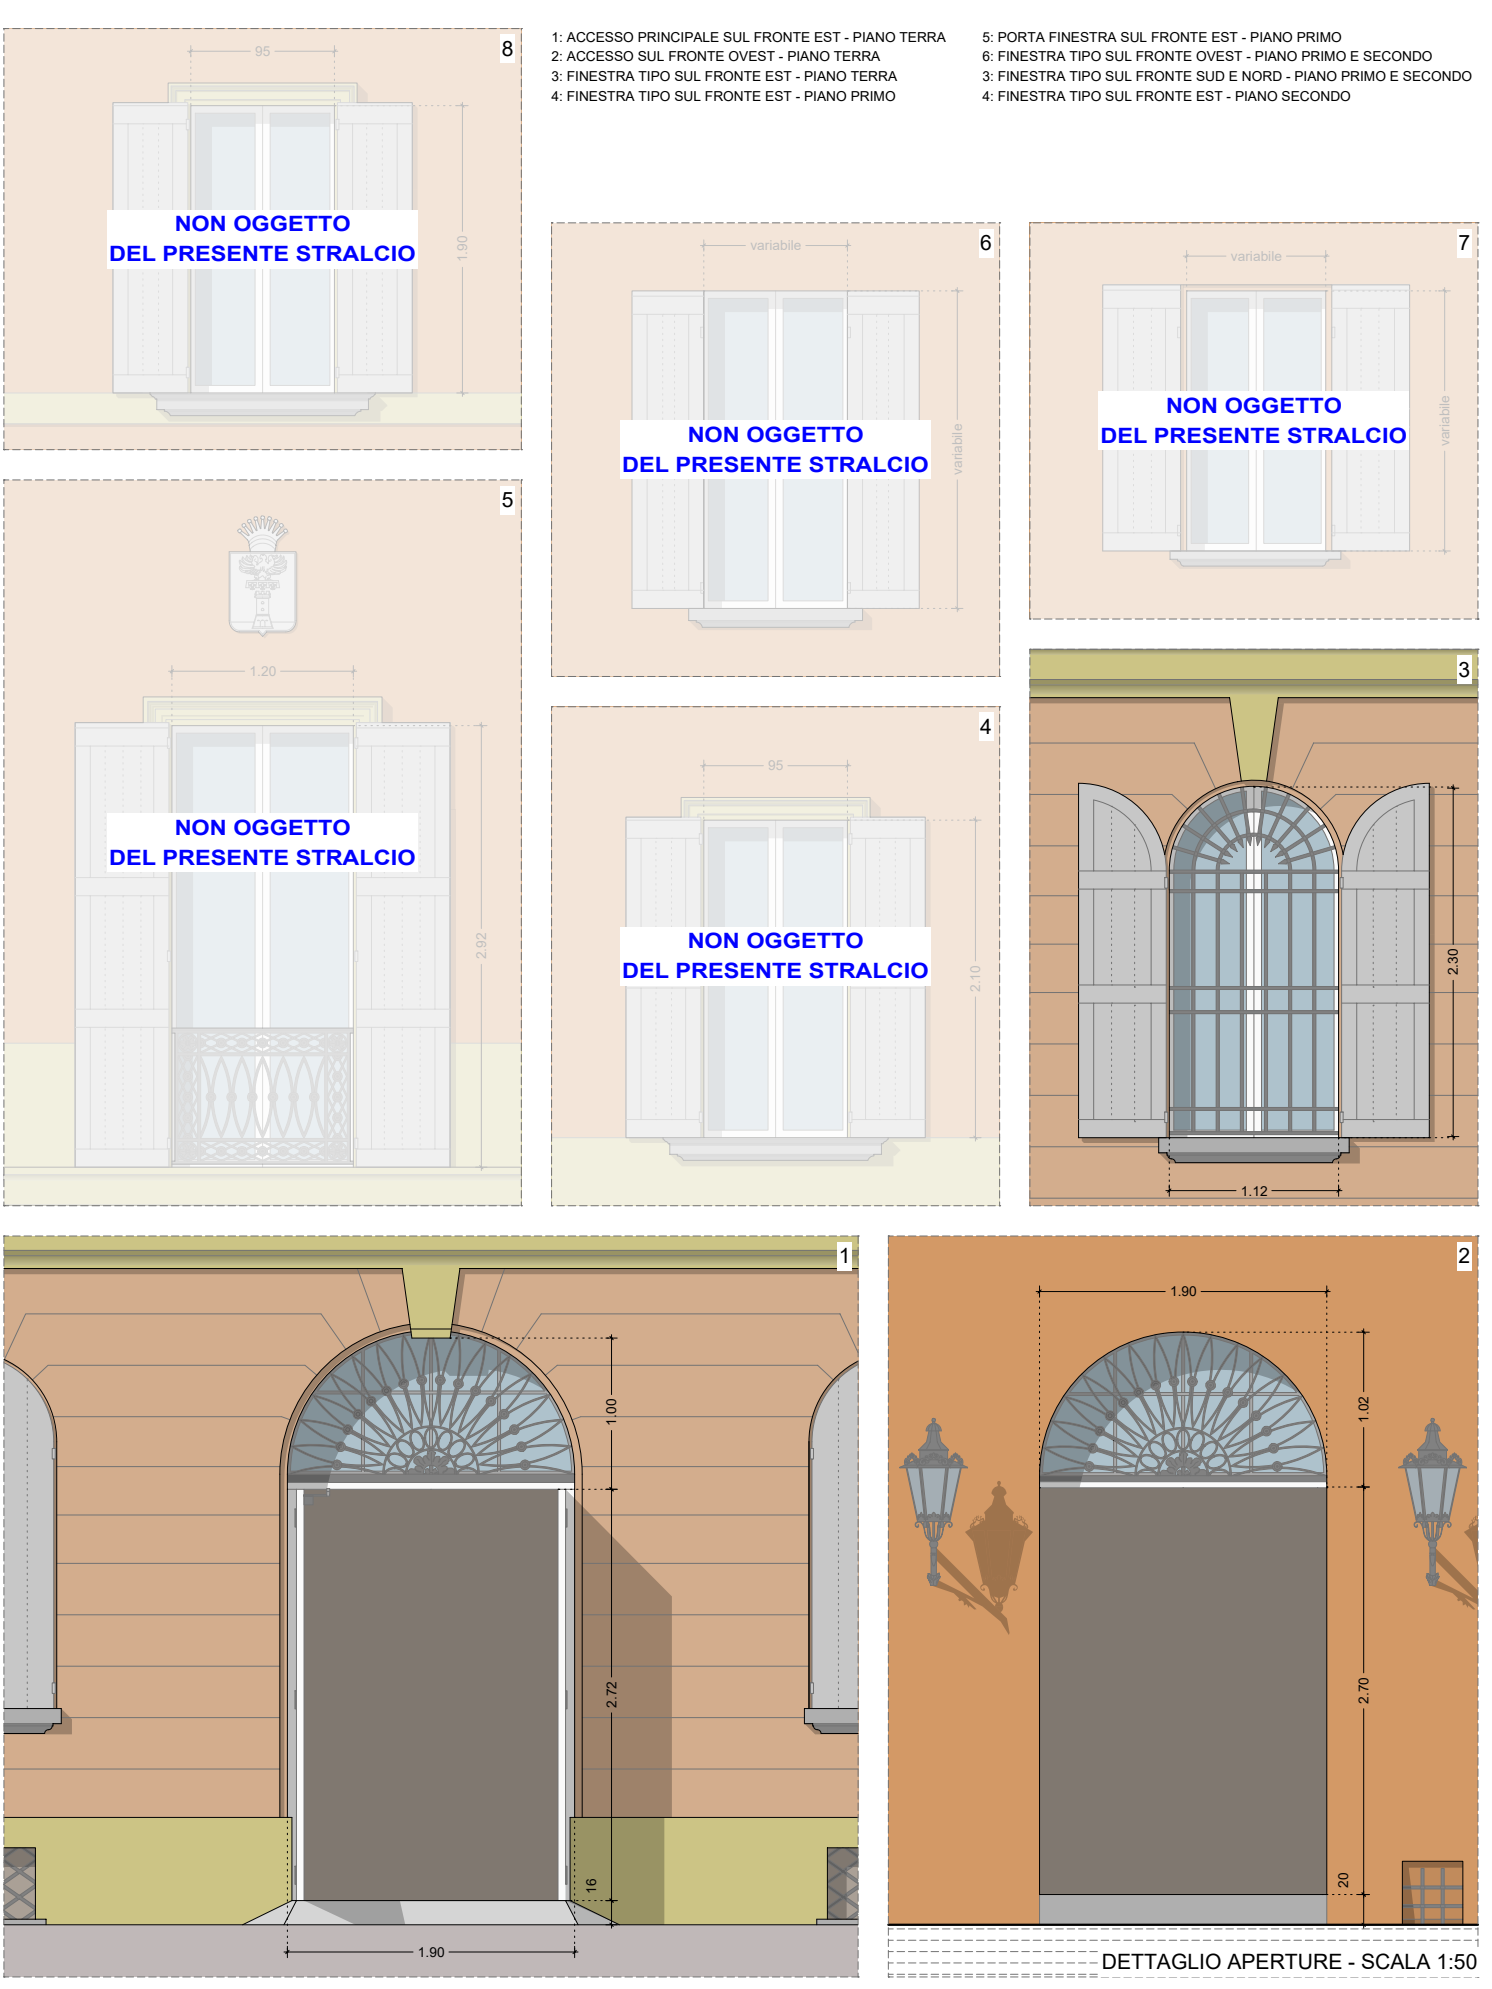 1: ACCESSO PRINCIPALE SUL FRONTE EST - PIANO TERRA
2: ACCESSO SUL FRONTE OVEST - PIANO TERRA
3: FINESTRA TIPO SUL FRONTE EST - PIANO TERRA
4: FINESTRA TIPO SUL FRONTE EST - PIANO PRIMO
5: PORTA FINESTRA SUL FRONTE EST - PIANO PRIMO
6: FINESTRA TIPO SUL FRONTE OVEST - PIANO PRIMO E SECONDO
3: FINESTRA TIPO SUL FRONTE SUD E NORD - PIANO PRIMO E SECONDO
4: FINESTRA TIPO SUL FRONTE EST - PIANO SECONDO
8
95
1.90
NON OGGETTO
DEL PRESENTE STRALCIO
6
variabile
variabile
NON OGGETTO
DEL PRESENTE STRALCIO
7
variabile
variabile
NON OGGETTO
DEL PRESENTE STRALCIO
5
1.20
2.92
NON OGGETTO
DEL PRESENTE STRALCIO
4
95
2.10
NON OGGETTO
DEL PRESENTE STRALCIO
3
2.30
1.12
1
1.00
2.72
16
1.90
2
1.90
1.02
2.70
20
DETTAGLIO APERTURE - SCALA 1:50